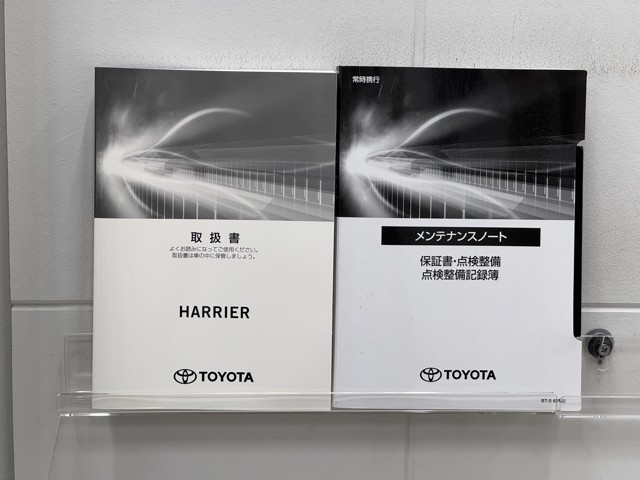 取扱書
よくお読みになってご使用ください。
取扱書は車の中に保管しましょう。
HARRIER
TOYOTA
常時携行
メンテナンスノート
保証書・点検整備
点検整備記録簿
TOYOTA